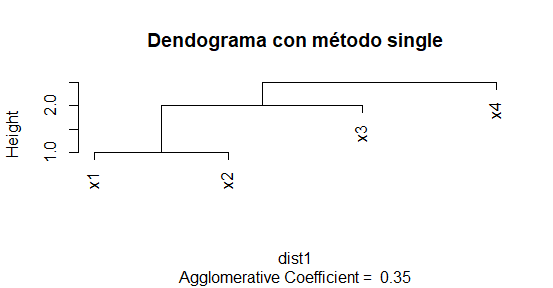 Dendograma con método single
Height
2.0
1.0
x1
x2
x3
x4
dist1
Agglomerative Coefficient = 0.35